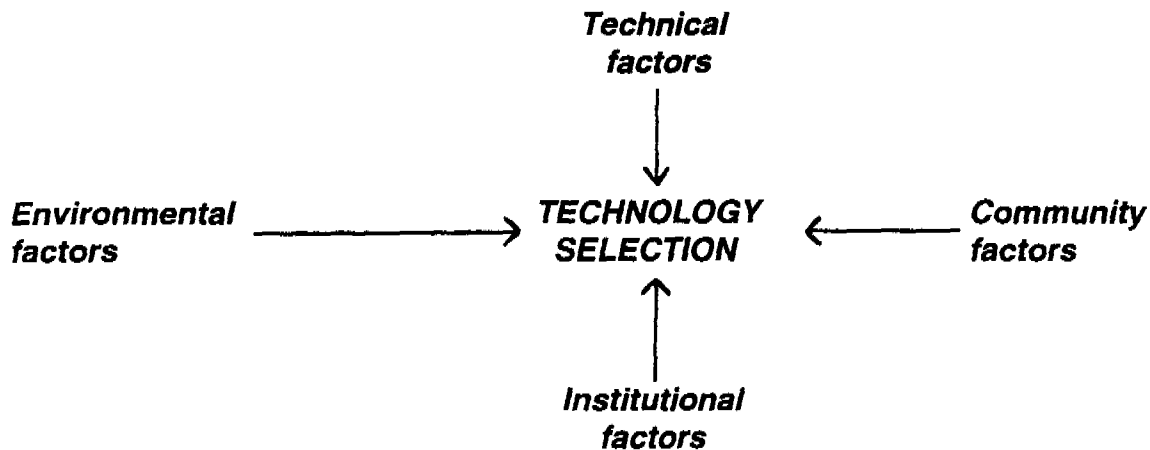 Technical
factors
Environmental
factors
TECHNOLOGY
SELECTION
Community
factors
Institutional
factors